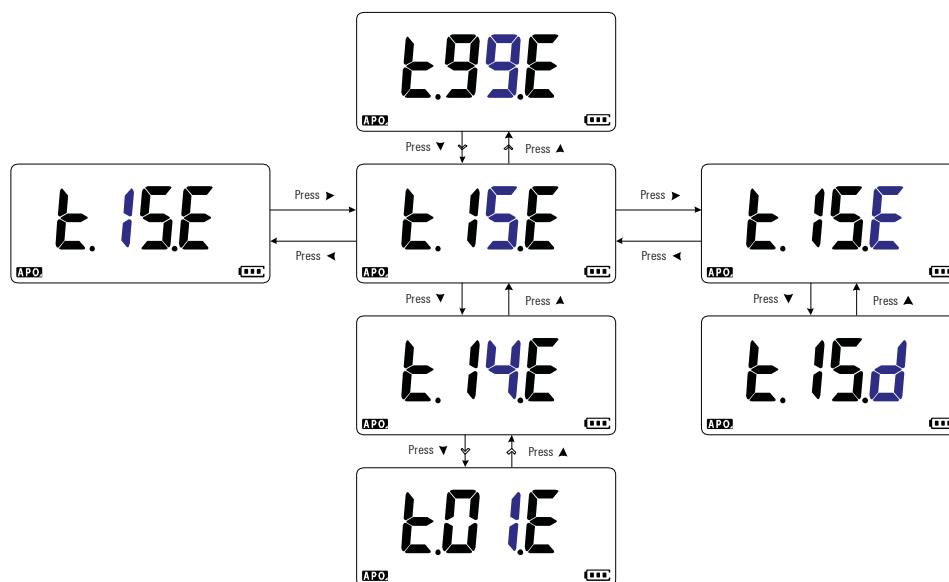 t.99.E
APO
Press ▼
Press ▲
t.15.E
APO
Press ►
Press ◄
t.15.E
APO
Press ►
Press ◄
t.15.E
APO
Press ▼
Press ▲
Press ▼
Press ▲
t.14.E
APO
t.15.d
APO
Press ▼
Press ▲
t.01.E
APO